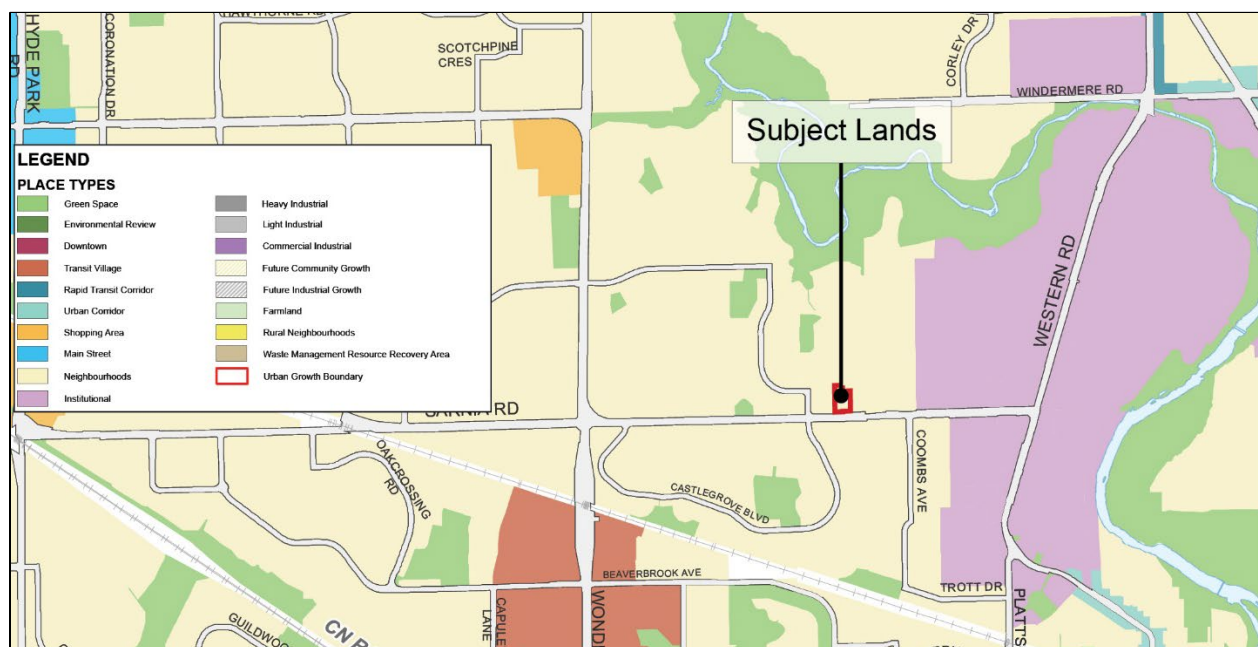 HAWTHORNE RD
HYDE PARK
RD
CORONATION DR
SCOTCHPINE
CRES
CORLEY DR
WINDERMERE RD
Subject Lands
LEGEND
PLACE TYPES
Green Space
Environmental Review
Downtown
Transit Village
Rapid Transit Corridor
Urban Corridor
Shopping Area
Main Street
Neighbourhoods
Institutional
Heavy Industrial
Light Industrial
Commercial Industrial
Future Community Growth
Future Industrial Growth
Farmland
Rural Neighbourhoods
Waste Management Resource Recovery Area
Urban Growth Boundary
WESTERN RD
SARNIA RD
OAKCROSSING
RD
COOMBS AVE
CASTLEGROVE BLVD
BEAVERBROOK AVE
TROTT DR
CAPULE
LANE
WOND
PLATTS
GUILDWOO
CN R